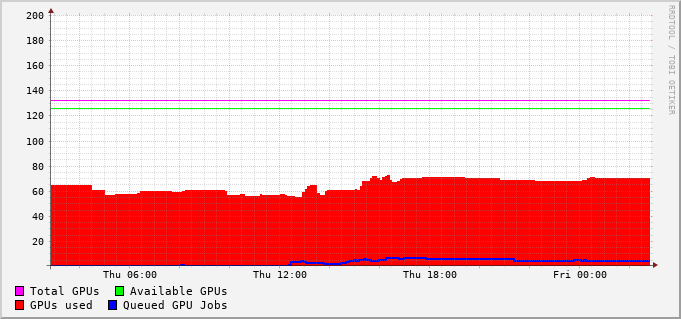 200
180
160
140
120
100
80
60
40
20
Thu 06:00 Thu 12:00 Thu 18:00 Fri 00:00
Total GPUs Available GPUs
GPUs used Queued GPU Jobs
RRDTOOL / TOBI OETIKER